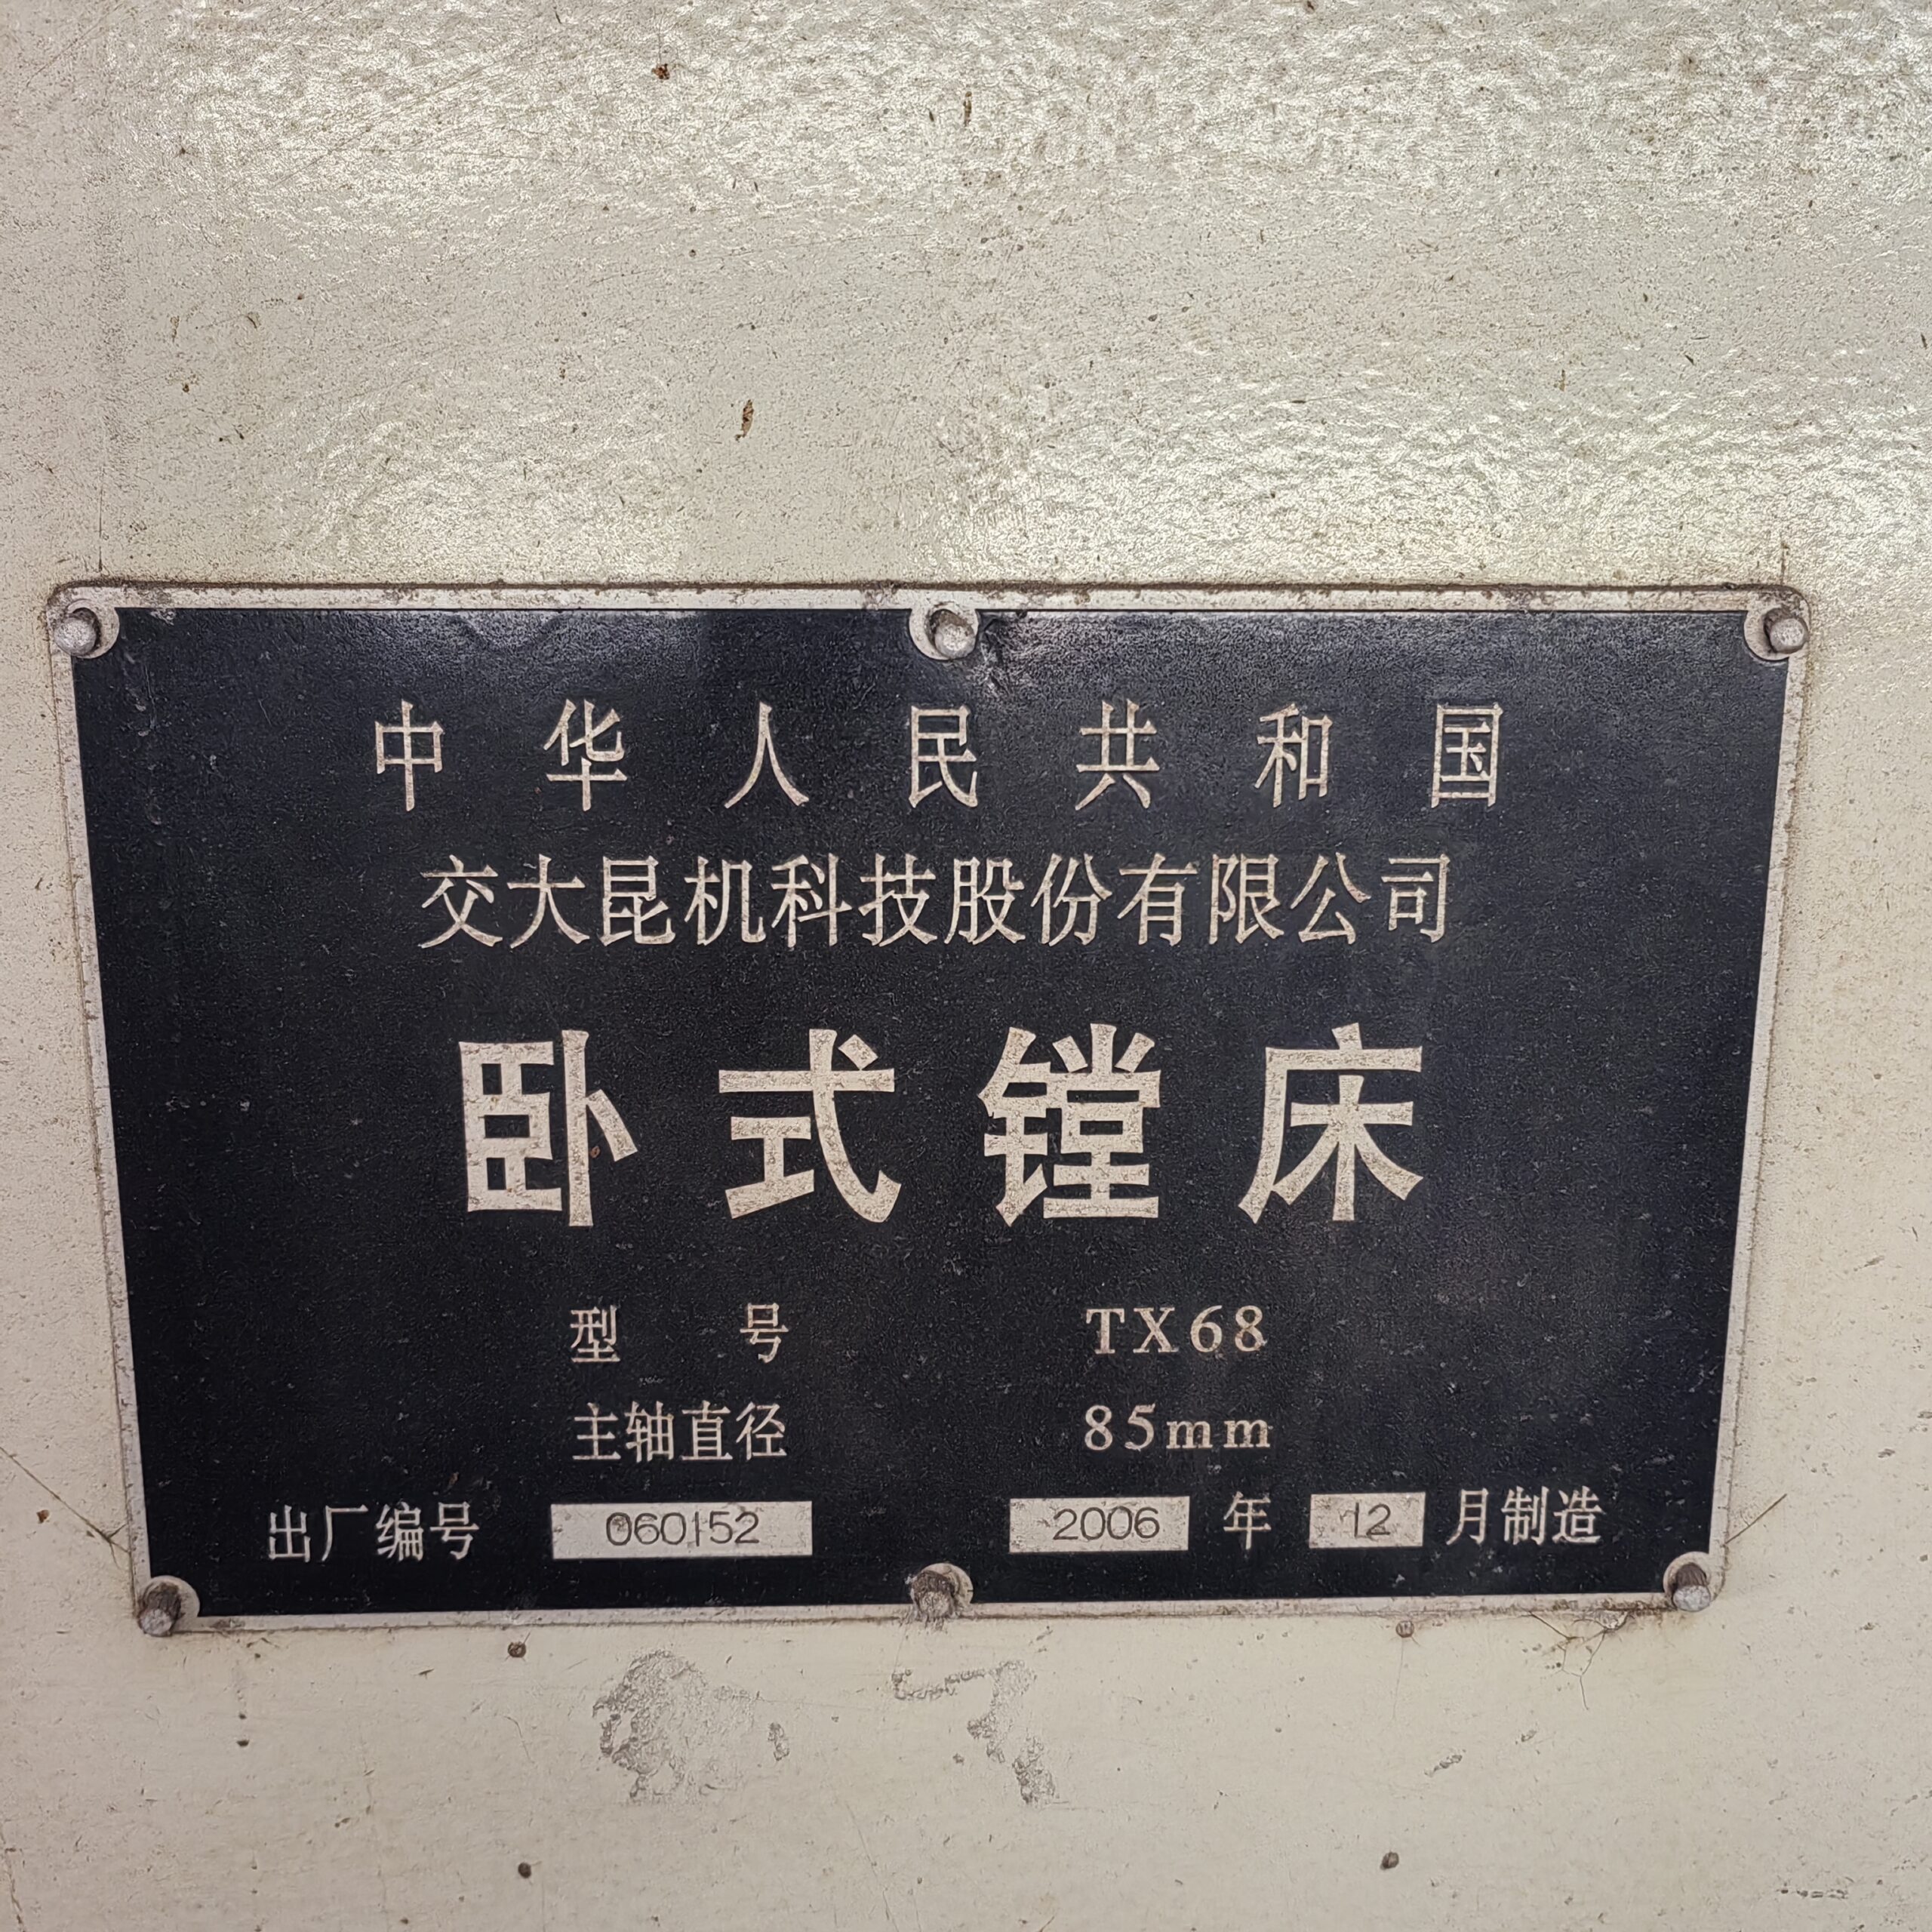 中华人民共和国
交大昆机科技股份有限公司
卧式镗床
型号 TX68
主轴直径 85mm
出厂编号 060152 2006 年 12 月制造